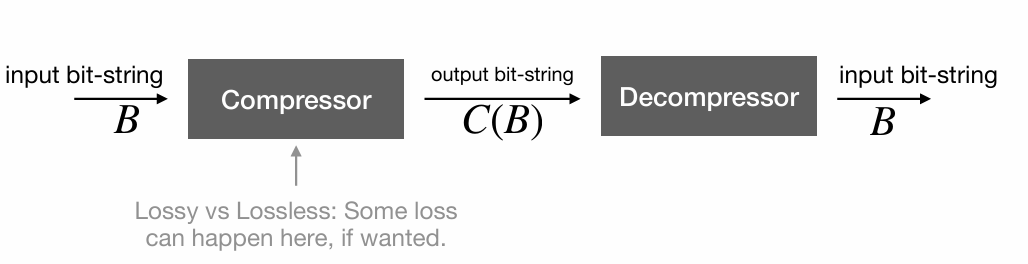 input bit-string
B
Compressor
output bit-string
C(B)
Decompressor
input bit-string
B
Lossy vs Lossless: Some loss
can happen here, if wanted.